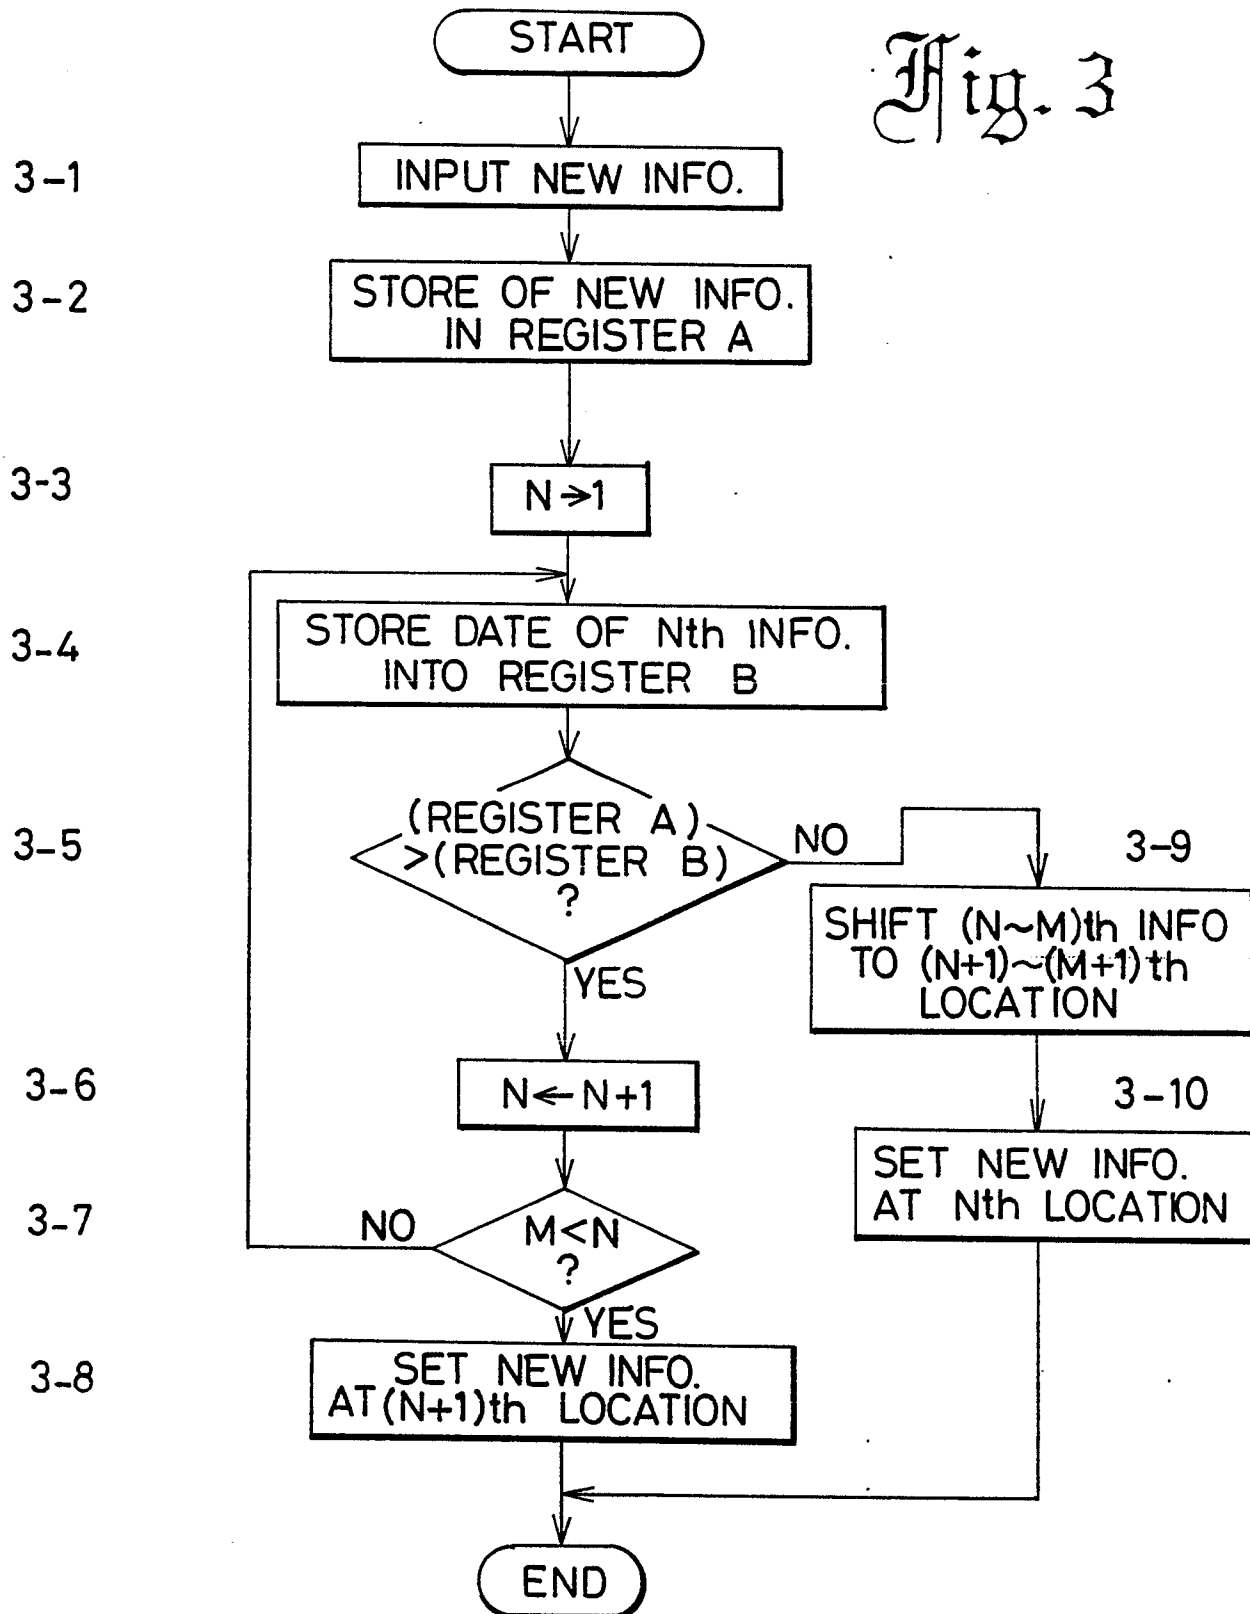 START
Fig. 3
3-1
INPUT NEW INFO.
3-2
STORE OF NEW INFO.
IN REGISTER A
3-3
N→1
3-4
STORE DATE OF Nth INFO.
INTO REGISTER B
3-5
(REGISTER A)
>(REGISTER B)
?
NO
YES
3-9
SHIFT (N~M)th INFO
TO (N+1)~(M+1)th
LOCATION
3-6
N←N+1
3-10
SET NEW INFO.
AT Nth LOCATION
3-7
NO
M<N
?
YES
3-8
SET NEW INFO.
AT(N+1)th LOCATION
END